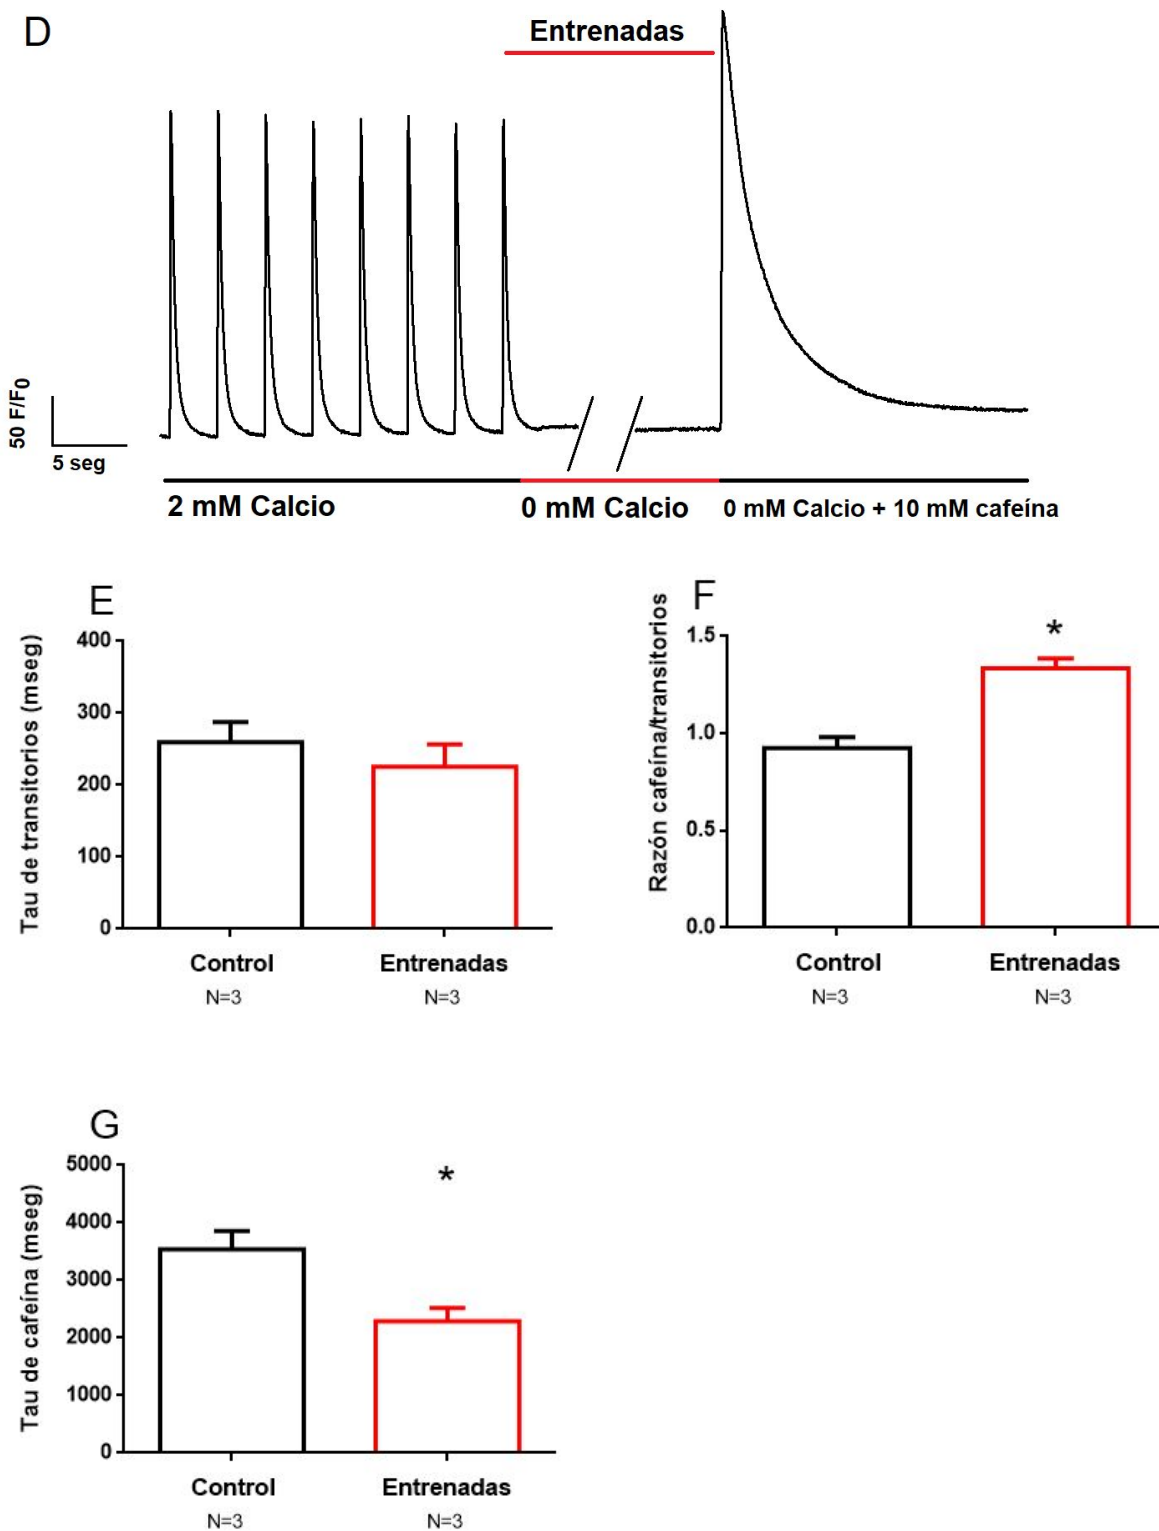 D
Entrenadas
50 F/F0
5 seg
2 mM Calcio
0 mM Calcio
0 mM Calcio + 10 mM cafeína
E
Tau de transitorios (mseg)
400
300
200
100
0
Control
Entrenadas
N=3
N=3
F
Razón cafeína/transitorios
*
1.5
1.0
0.5
0.0
Control
Entrenadas
N=3
N=3
G
Tau de cafeína (mseg)
*
5000
4000
3000
2000
1000
0
Control
Entrenadas
N=3
N=3